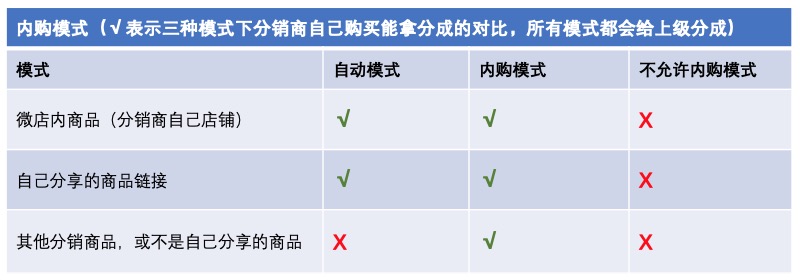 内购模式（√ 表示三种模式下分销商自己购买能拿分成的对比，所有模式都会给上级分成）
模式 自动模式 内购模式 不允许内购模式
微店内商品（分销商自己店铺） √ √ X
自己分享的商品链接 √ √ X
其他分销商品，或不是自己分享的商品 X √ X